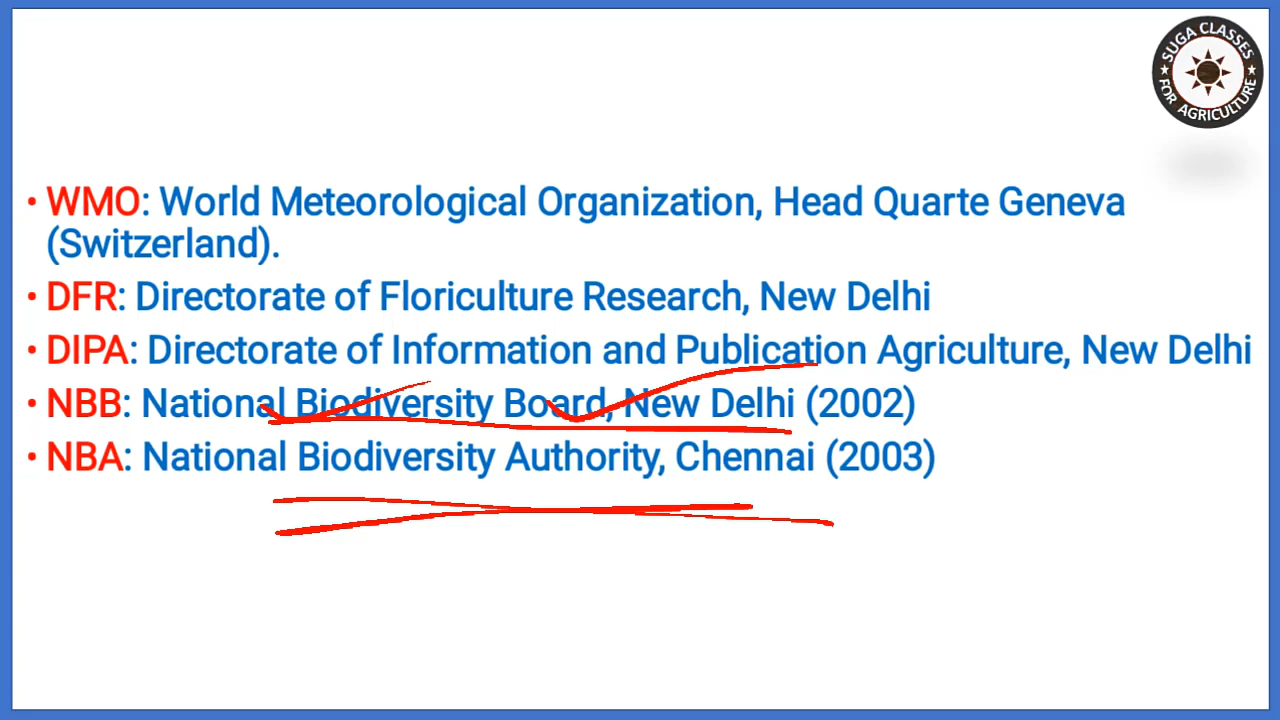 SUGA CLASSES
FOR AGRICULTURE
• WMO: World Meteorological Organization, Head Quarte Geneva
(Switzerland).
• DFR: Directorate of Floriculture Research, New Delhi
• DIPA: Directorate of Information and Publication Agriculture, New Delhi
• NBB: National Biodiversity Board, New Delhi (2002)
• NBA: National Biodiversity Authority, Chennai (2003)